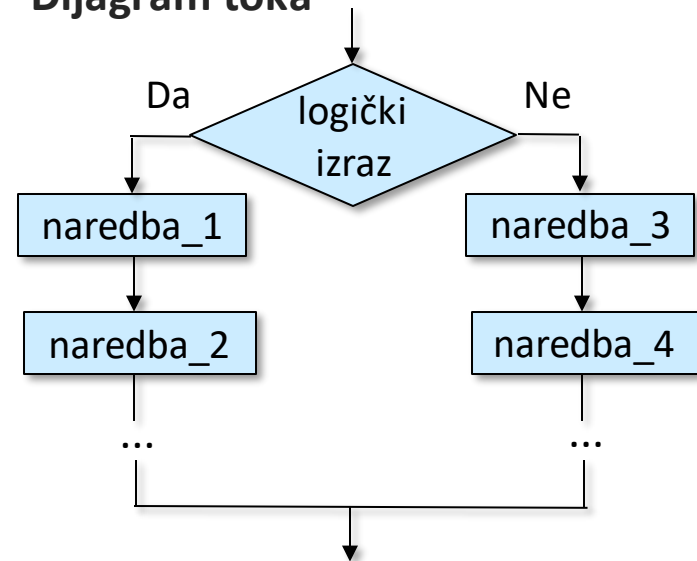 Dijagram toka
Da
logički
izraz
Ne
naredba_1
naredba_3
naredba_2
naredba_4
...
...